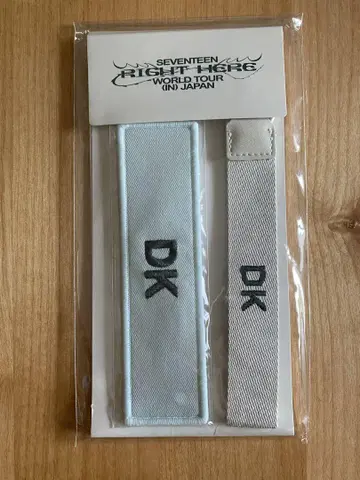 SEVENTEEN
RIGHT HERE
WORLD TOUR
(IN) JAPAN
DK
DK